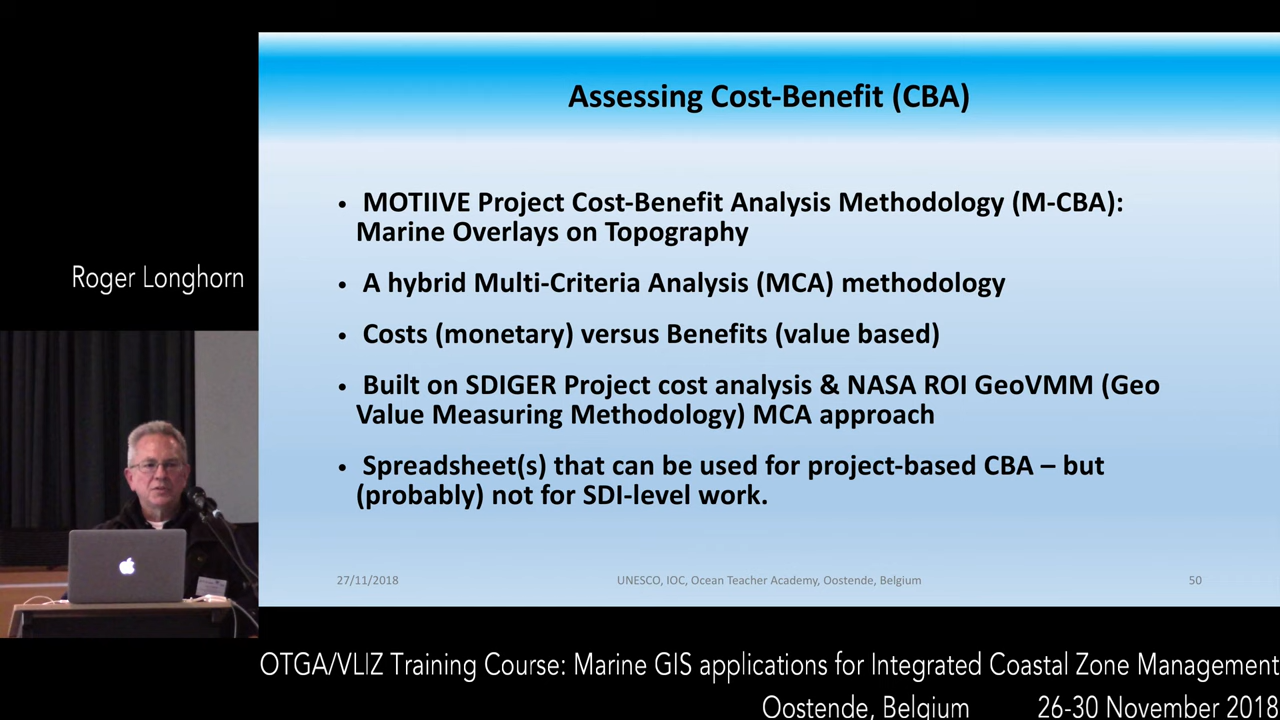 Assessing Cost-Benefit (CBA)
• MOTIIVE Project Cost-Benefit Analysis Methodology (M-CBA):
Marine Overlays on Topography
• A hybrid Multi-Criteria Analysis (MCA) methodology
• Costs (monetary) versus Benefits (value based)
• Built on SDIGER Project cost analysis & NASA ROI GeoVMM (Geo
Value Measuring Methodology) MCA approach
• Spreadsheet(s) that can be used for project-based CBA – but
(probably) not for SDI-level work.
27/11/2018 UNESCO, IOC, Ocean Teacher Academy, Oostende, Belgium 50
Roger Longhorn
OTGA/VLIZ Training Course: Marine GIS applications for Integrated Coastal Zone Management
Oostende, Belgium 26-30 November 2018